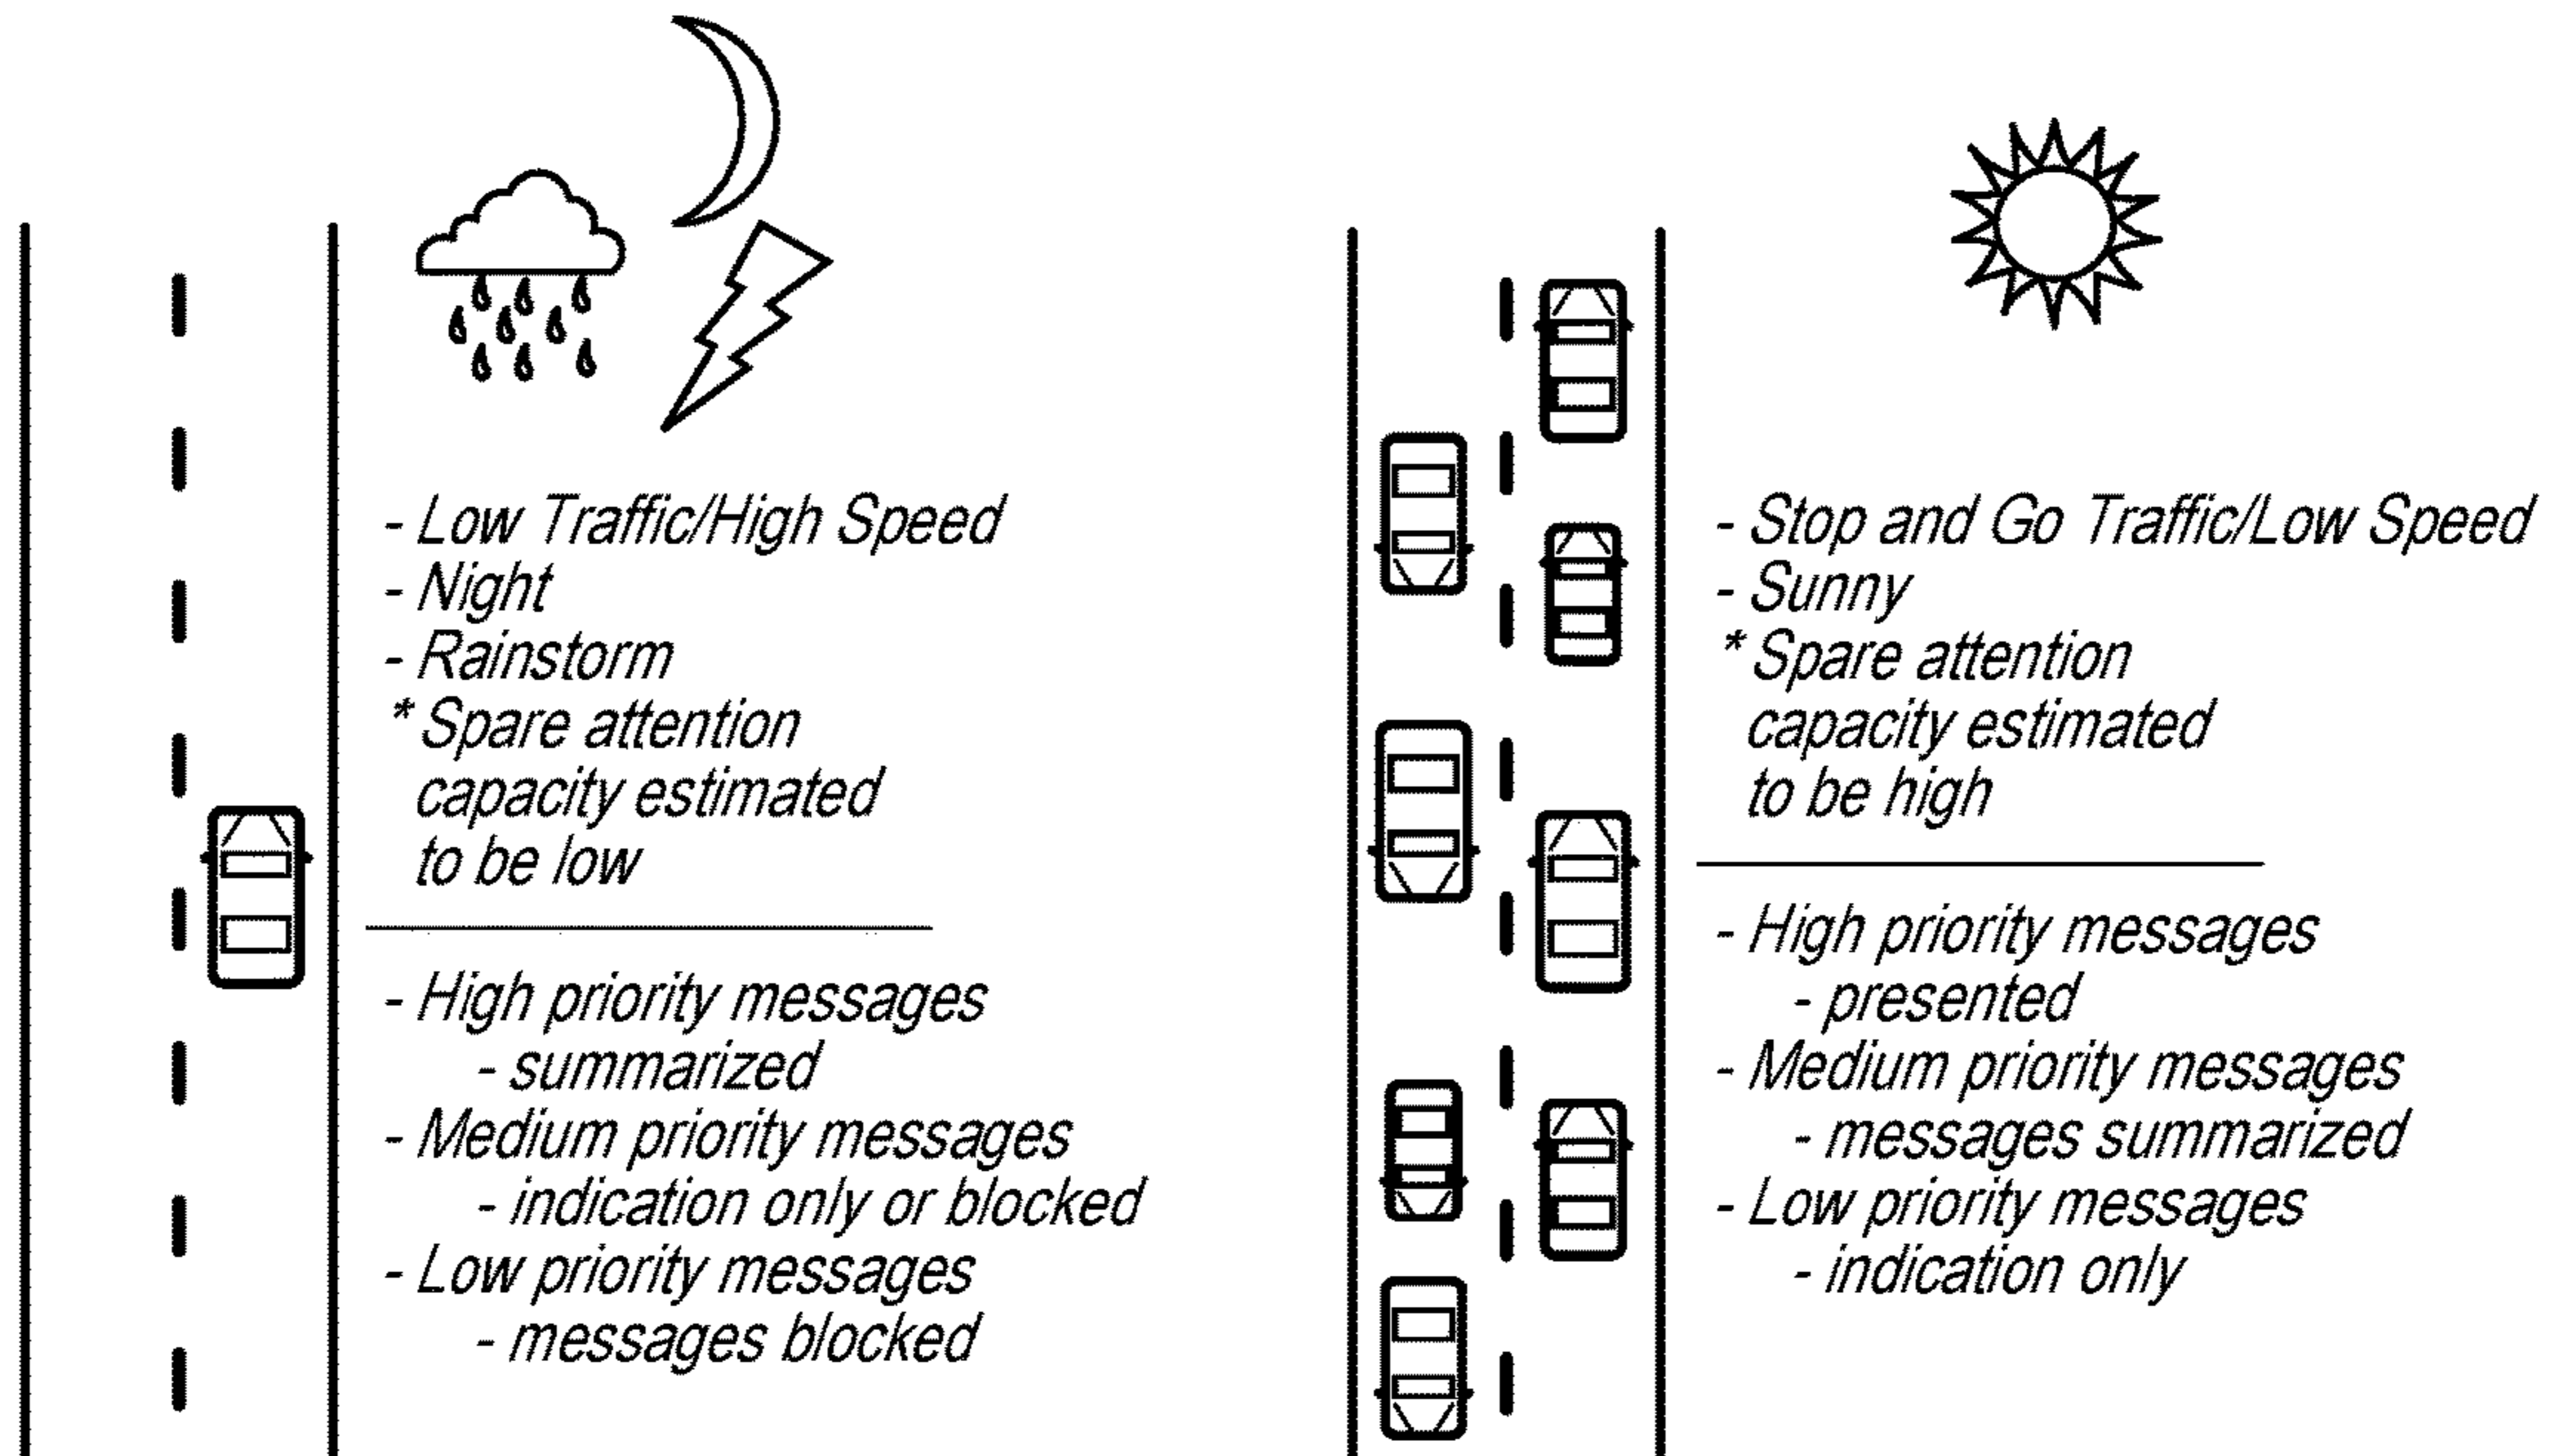 - Low Traffic/High Speed
- Night
- Rainstorm
* Spare attention
capacity estimated
to be low
- High priority messages
- summarized
- Medium priority messages
- indication only or blocked
- Low priority messages
- messages blocked
- Stop and Go Traffic/Low Speed
- Sunny
* Spare attention
capacity estimated
to be high
- High priority messages
- presented
- Medium priority messages
- messages summarized
- Low priority messages
- indication only